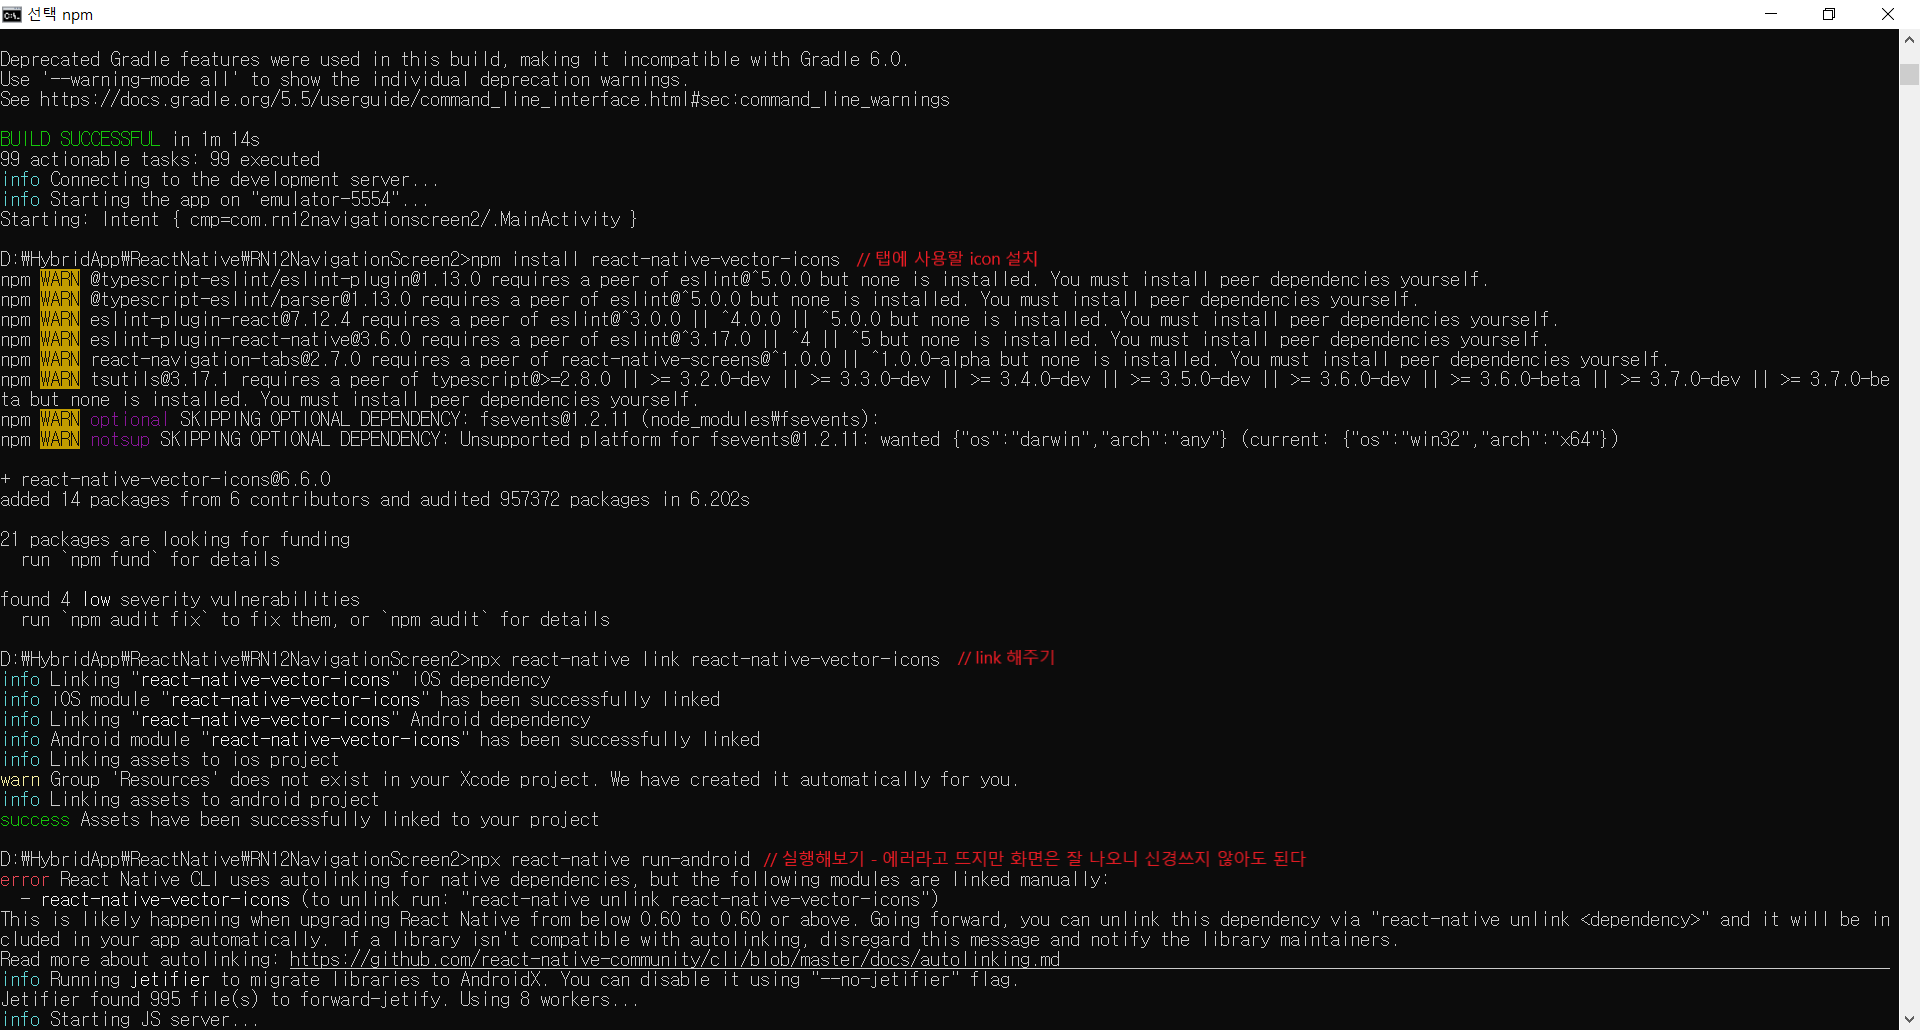 선택 npm
Deprecated Gradle features were used in this build, making it incompatible with Gradle 6.0.
Use '--warning-mode all' to show the individual deprecation warnings.
See https://docs.gradle.org/5.5/userguide/command_line_interface.html#sec:command_line_warnings
BUILD SUCCESSFUL in 1m 14s
99 actionable tasks: 99 executed
info Connecting to the development server...
info Starting the app on "emulator-5554"...
Starting: Intent { cmp=com.rn12navigationscreen2/.MainActivity }
D:₩HybridApp₩ReactNative₩RN12NavigationScreen2>npm install react-native-vector-icons // 탭에 사용할 icon 설치
npm WARN @typescript-eslint/eslint-plugin@1.13.0 requires a peer of eslint@^5.0.0 but none is installed. You must install peer dependencies yourself.
npm WARN @typescript-eslint/parser@1.13.0 requires a peer of eslint@^5.0.0 but none is installed. You must install peer dependencies yourself.
npm WARN eslint-plugin-react@7.12.4 requires a peer of eslint@^3.0.0 || ^4.0.0 || ^5.0.0 but none is installed. You must install peer dependencies yourself.
npm WARN eslint-plugin-react-native@3.6.0 requires a peer of eslint@^3.17.0 || ^4 || ^5 but none is installed. You must install peer dependencies yourself.
npm WARN react-navigation-tabs@2.7.0 requires a peer of react-native-screens@^1.0.0 || ^1.0.0-alpha but none is installed. You must install peer dependencies yourself.
npm WARN tsutils@3.17.1 requires a peer of typescript@>=2.8.0 || >= 3.2.0-dev || >= 3.3.0-dev || >= 3.4.0-dev || >= 3.5.0-dev || >= 3.6.0-dev || >= 3.6.0-beta || >= 3.7.0-dev || >= 3.7.0-be
ta but none is installed. You must install peer dependencies yourself.
npm WARN optional SKIPPING OPTIONAL DEPENDENCY: fsevents@1.2.11 (node_modules₩fsevents):
npm WARN notsup SKIPPING OPTIONAL DEPENDENCY: Unsupported platform for fsevents@1.2.11: wanted {"os":"darwin","arch":"any"} (current: {"os":"win32","arch":"x64"})
+ react-native-vector-icons@6.6.0
added 14 packages from 6 contributors and audited 957372 packages in 6.202s
21 packages are looking for funding
run `npm fund` for details
found 4 low severity vulnerabilities
run `npm audit fix` to fix them, or `npm audit` for details
D:₩HybridApp₩ReactNative₩RN12NavigationScreen2>npx react-native link react-native-vector-icons // link 해주기
info Linking "react-native-vector-icons" iOS dependency
info iOS module "react-native-vector-icons" has been successfully linked
info Linking "react-native-vector-icons" Android dependency
info Android module "react-native-vector-icons" has been successfully linked
info Linking assets to ios project
warn Group 'Resources' does not exist in your Xcode project. We have created it automatically for you.
info Linking assets to android project
success Assets have been successfully linked to your project
D:₩HybridApp₩ReactNative₩RN12NavigationScreen2>npx react-native run-android // 실행해보기 - 에러라고 뜨지만 화면은 잘 나오니 신경쓰지 않아도 된다
error React Native CLI uses autolinking for native dependencies, but the following modules are linked manually:
- react-native-vector-icons (to unlink run: "react-native unlink react-native-vector-icons")
This is likely happening when upgrading React Native from below 0.60 to 0.60 or above. Going forward, you can unlink this dependency via "react-native unlink <dependency>" and it will be in
cluded in your app automatically. If a library isn't compatible with autolinking, disregard this message and notify the library maintainers.
Read more about autolinking: https://github.com/react-native-community/cli/blob/master/docs/autolinking.md
info Running jetifier to migrate libraries to AndroidX. You can disable it using "--no-jetifier" flag.
Jetifier found 995 file(s) to forward-jetify. Using 8 workers...
info Starting JS server...